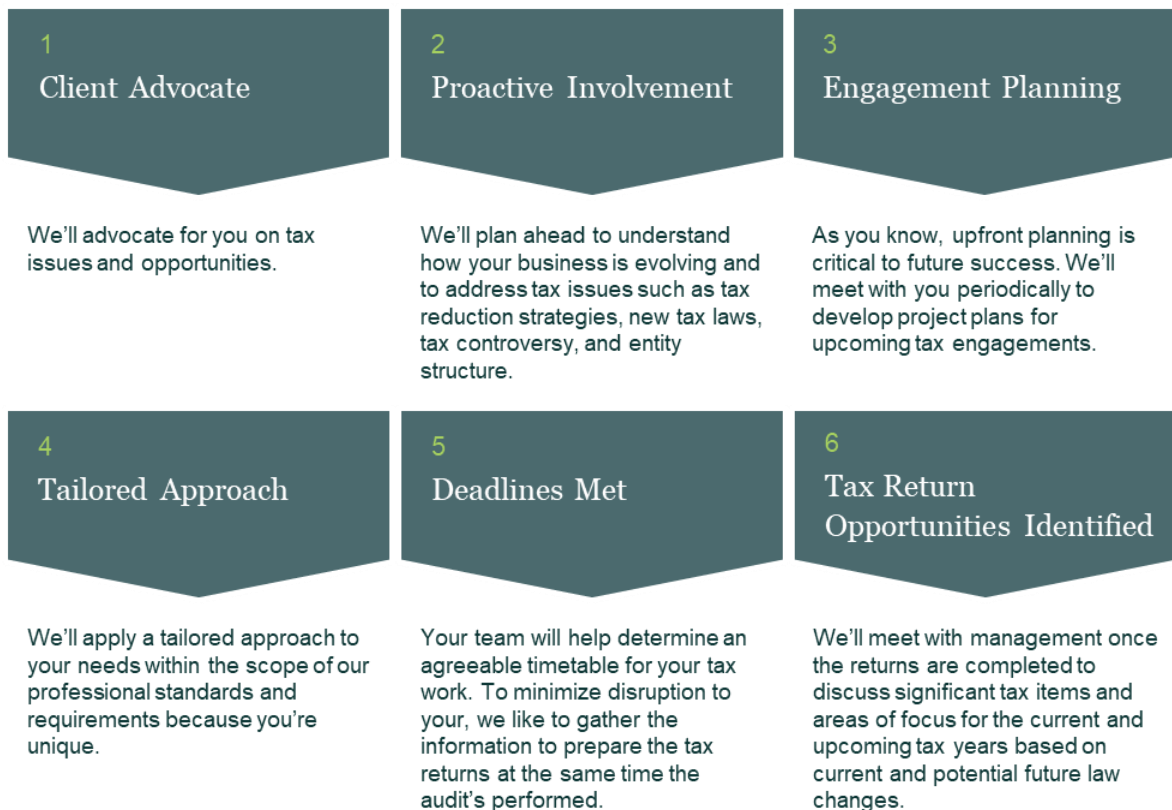 1
Client Advocate
We'll advocate for you on tax
issues and opportunities.
2
Proactive Involvement
We'll plan ahead to understand
how your business is evolving and
to address tax issues such as tax
reduction strategies, new tax laws,
tax controversy, and entity
structure.
3
Engagement Planning
As you know, upfront planning is
critical to future success. We'll
meet with you periodically to
develop project plans for
upcoming tax engagements.
4
Tailored Approach
We'll apply a tailored approach to
your needs within the scope of our
professional standards and
requirements because you're
unique.
5
Deadlines Met
Your team will help determine an
agreeable timetable for your tax
work. To minimize disruption to
your, we like to gather the
information to prepare the tax
returns at the same time the
audit's performed.
6
Tax Return
Opportunities Identified
We'll meet with management once
the returns are completed to
discuss significant tax items and
areas of focus for the current and
upcoming tax years based on
current and potential future law
changes.